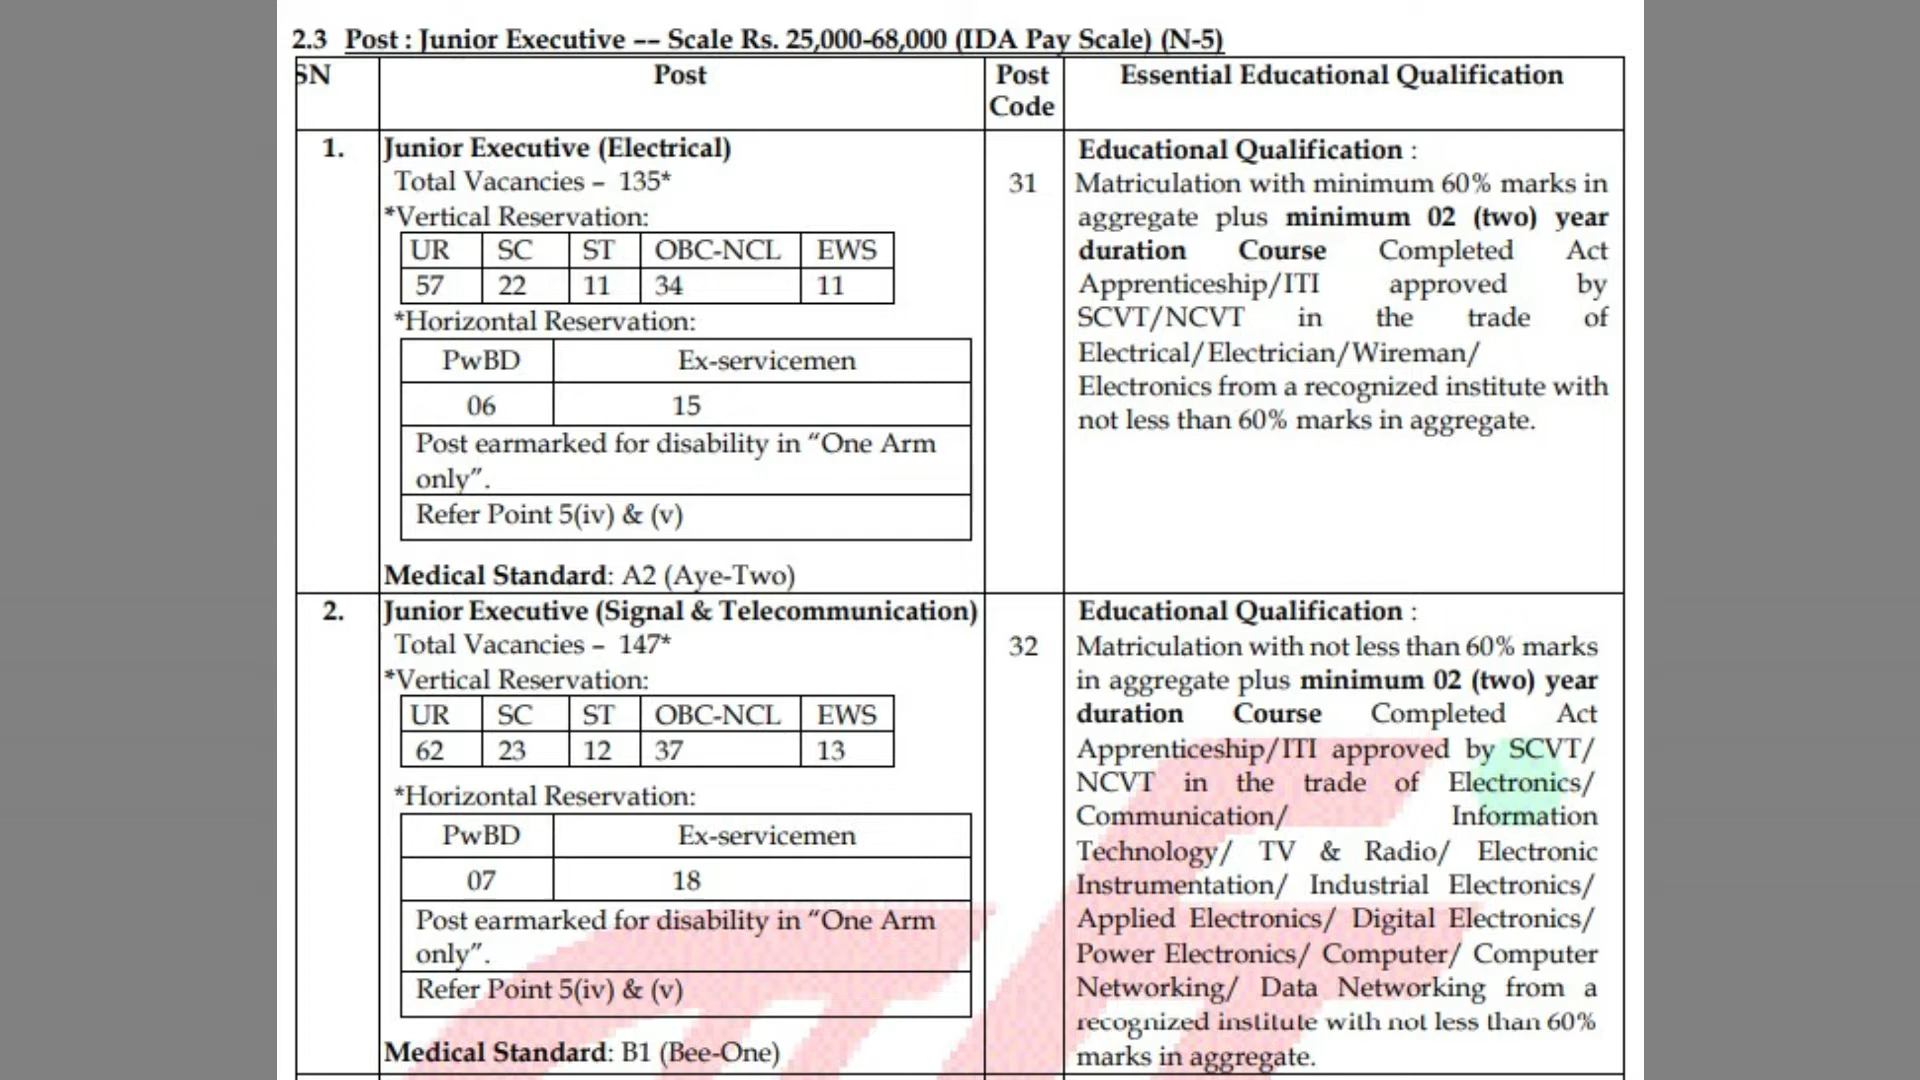 2.3 Post : Junior Executive –– Scale Rs. 25,000-68,000 (IDA Pay Scale) (N-5)
SN Post Post Code Essential Educational Qualification
1.
Junior Executive (Electrical)
Total Vacancies – 135*
*Vertical Reservation:
UR SC ST OBC-NCL EWS
57 22 11 34 11
*Horizontal Reservation:
PwBD Ex-servicemen
06 15
Post earmarked for disability in “One Arm
only”.
Refer Point 5(iv) & (v)
Medical Standard: A2 (Aye-Two)
31
Educational Qualification :
Matriculation with minimum 60% marks in
aggregate plus minimum 02 (two) year
duration Course Completed Act
Apprenticeship/ITI approved by
SCVT/NCVT in the trade of
Electrical/Electrician/Wireman/
Electronics from a recognized institute with
not less than 60% marks in aggregate.
2.
Junior Executive (Signal & Telecommunication)
Total Vacancies – 147*
*Vertical Reservation:
UR SC ST OBC-NCL EWS
62 23 12 37 13
*Horizontal Reservation:
PwBD Ex-servicemen
07 18
Post earmarked for disability in “One Arm
only”.
Refer Point 5(iv) & (v)
Medical Standard: B1 (Bee-One)
32
Educational Qualification :
Matriculation with not less than 60% marks
in aggregate plus minimum 02 (two) year
duration Course Completed Act
Apprenticeship/ITI approved by SCVT/
NCVT in the trade of Electronics/
Communication/ Information
Technology/ TV & Radio/ Electronic
Instrumentation/ Industrial Electronics/
Applied Electronics/ Digital Electronics/
Power Electronics/ Computer/ Computer
Networking/ Data Networking from a
recognized institute with not less than 60%
marks in aggregate.